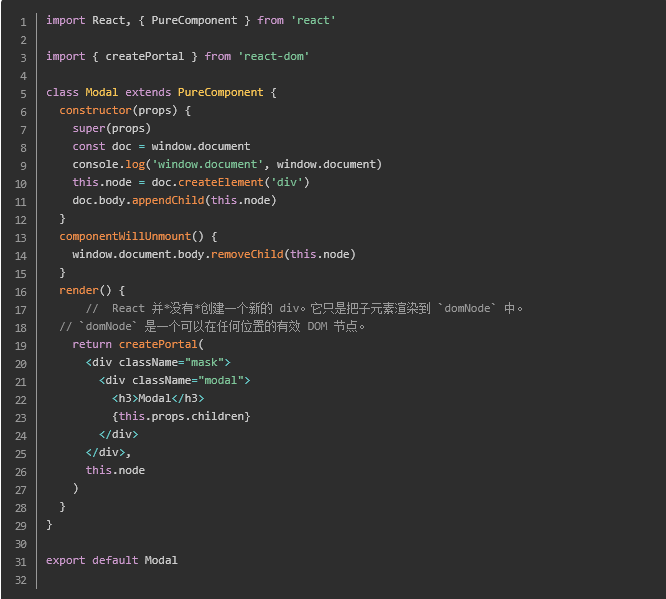 1 import React, { PureComponent } from 'react'
2
3 import { createPortal } from 'react-dom'
4
5 class Modal extends PureComponent {
6   constructor(props) {
7     super(props)
8     const doc = window.document
9     console.log('window.document', window.document)
10     this.node = doc.createElement('div')
11     doc.body.appendChild(this.node)
12   }
13   componentWillUnmount() {
14     window.document.body.removeChild(this.node)
15   }
16   render() {
17       //  React 并*没有*创建一个新的 div。它只是把子元素渲染到 `domNode` 中。
18   // `domNode` 是一个可以在任何位置的有效 DOM 节点。
19     return createPortal(
20       <div className="mask">
21         <div className="modal">
22           <h3>Modal</h3>
23           {this.props.children}
24         </div>
25       </div>,
26       this.node
27     )
28   }
29 }
30
31 export default Modal
32